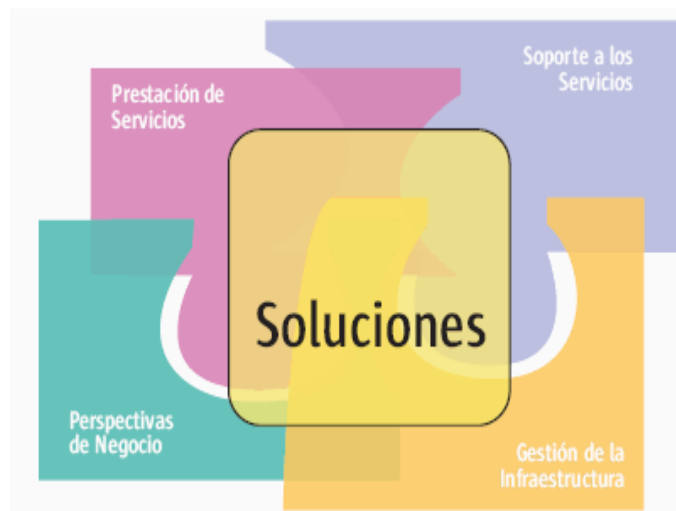 Soporte a los
Servicios
Prestación de
Servicios
Soluciones
Perspectivas
de Negocio
Gestión de la
Infraestructura